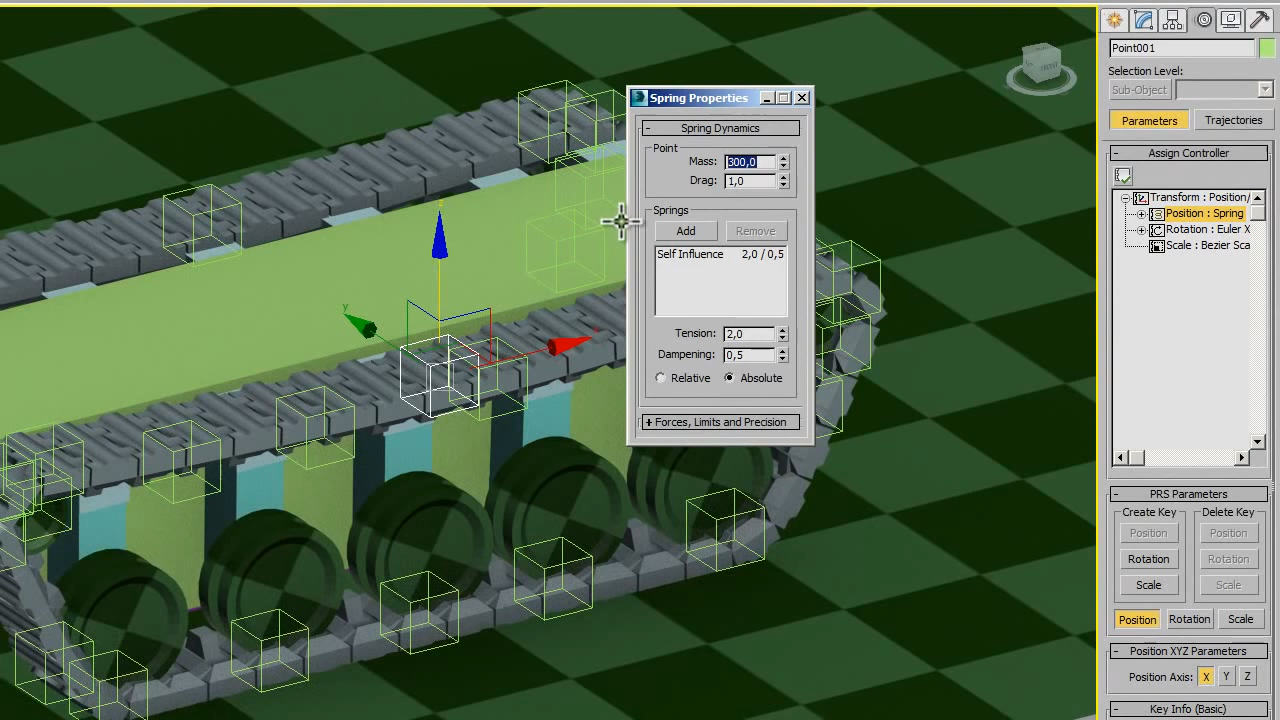 Spring Properties
Spring Dynamics
Point
Mass: 300,0
Drag: 1,0
Springs
Add Remove
Self Influence 2,0 / 0,5
Tension: 2,0
Dampening: 0,5
Relative Absolute
+ Forces, Limits and Precision
z
y
Point001
Selection Level:
Sub-Object
Parameters Trajectories
- Assign Controller
Transform : Position/
Position : Spring
Rotation : Euler X
Scale : Bezier Sca
- PRS Parameters
Create Key Delete Key
Position Position
Rotation Rotation
Scale Scale
Position Rotation Scale
- Position XYZ Parameters
Position Axis: X Y Z
- Key Info (Basic)